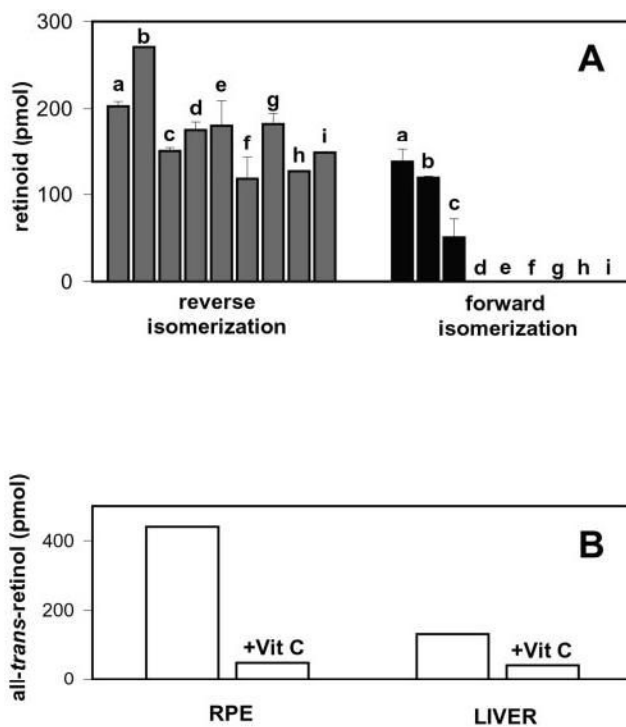 A
retinoid (pmol)
300
200
100
0
a b c d e f g h i
a b c d e f g h i
reverse
isomerization
forward
isomerization
B
all-trans-retinol (pmol)
400
200
0
+Vit C
+Vit C
RPE
LIVER